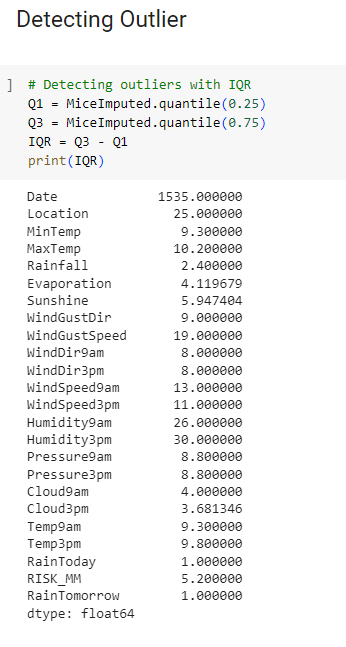 Detecting Outlier
] # Detecting outliers with IQR
Q1 = MiceImputed.quantile(0.25)
Q3 = MiceImputed.quantile(0.75)
IQR = Q3 - Q1
print(IQR)
Date 1535.000000
Location 25.000000
MinTemp 9.300000
MaxTemp 10.200000
Rainfall 2.400000
Evaporation 4.119679
Sunshine 5.947404
WindGustDir 9.000000
WindGustSpeed 19.000000
WindDir9am 8.000000
WindDir3pm 8.000000
WindSpeed9am 13.000000
WindSpeed3pm 11.000000
Humidity9am 26.000000
Humidity3pm 30.000000
Pressure9am 8.800000
Pressure3pm 8.800000
Cloud9am 4.000000
Cloud3pm 3.681346
Temp9am 9.300000
Temp3pm 9.800000
RainToday 1.000000
RISK_MM 5.200000
RainTomorrow 1.000000
dtype: float64